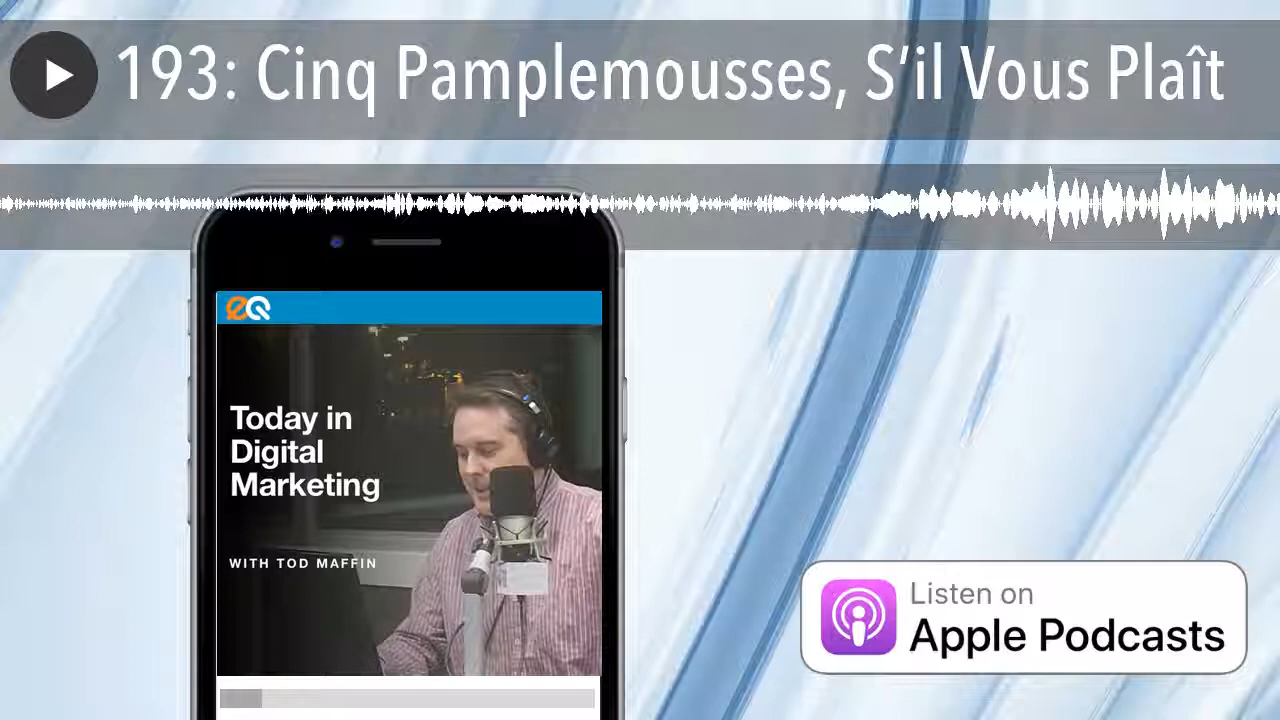 193: Cinq Pamplemousses, S’il Vous Plaît
eQ
Today in
Digital
Marketing
WITH TOD MAFFIN
Listen on
Apple Podcasts